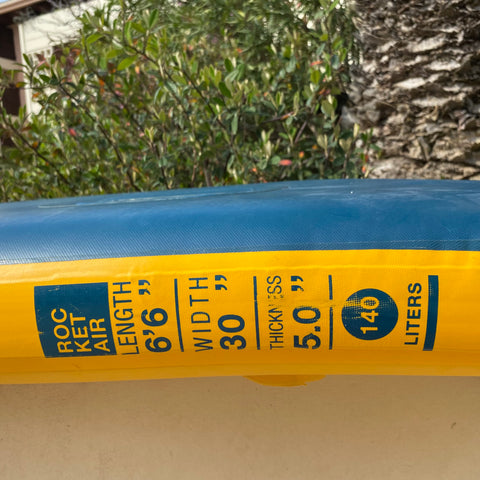 ROC
KET
AIR
LENGTH
6'6"
WIDTH
30"
THICKNESS
5.0"
140
LITERS